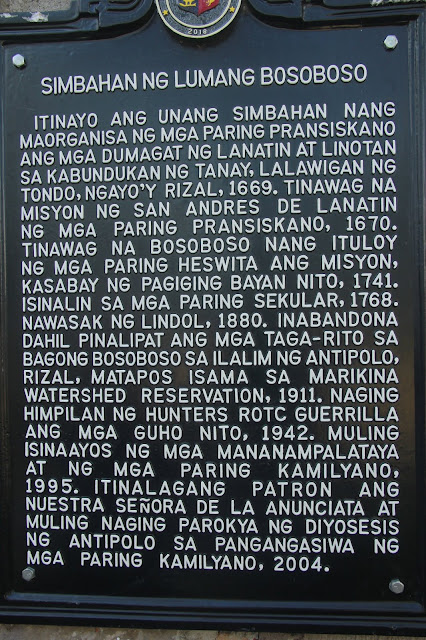 2018
SIMBAHAN NG LUMANG BOSOBOSO
ITINAYO ANG UNANG SIMBAHAN NANG
MAORGANISA NG MGA PARING PRANSISKANO
ANG MGA DUMAGAT NG LANATIN AT LINOTAN
SA KABUNDUKAN NG TANAY, LALAWIGAN NG
TONDO, NGAYO'Y RIZAL, 1669. TINAWAG NA
MISYON NG SAN ANDRES DE LANATIN
NG MGA PARING PRANSISKANO, 1670.
TINAWAG NA BOSOBOSO NANG ITULOY
NG MGA PARING HESWITA ANG MISYON,
KASABAY NG PAGIGING BAYAN NITO, 1741.
ISINALIN SA MGA PARING SEKULAR, 1768.
NAWASAK NG LINDOL, 1880. INABANDONA
DAHIL PINALIPAT ANG MGA TAGA-RITO SA
BAGONG BOSOBOSO SA ILALIM NG ANTIPOLO,
RIZAL, MATAPOS ISAMA SA MARIKINA
WATERSHED RESERVATION, 1911. NAGING
HIMPILAN NG HUNTERS ROTC GUERRILLA
ANG MGA GUHO NITO, 1942. MULING
ISINAAYOS NG MGA MANANAMPALATAYA
AT NG MGA PARING KAMILYANO,
1995. ITINALAGANG PATRON ANG
NUESTRA SEÑORA DE LA ANUNCIATA AT
MULING NAGING PAROKYA NG DIYOSESIS
NG ANTIPOLO SA PANGANGASIWA NG
MGA PARING KAMILYANO, 2004.